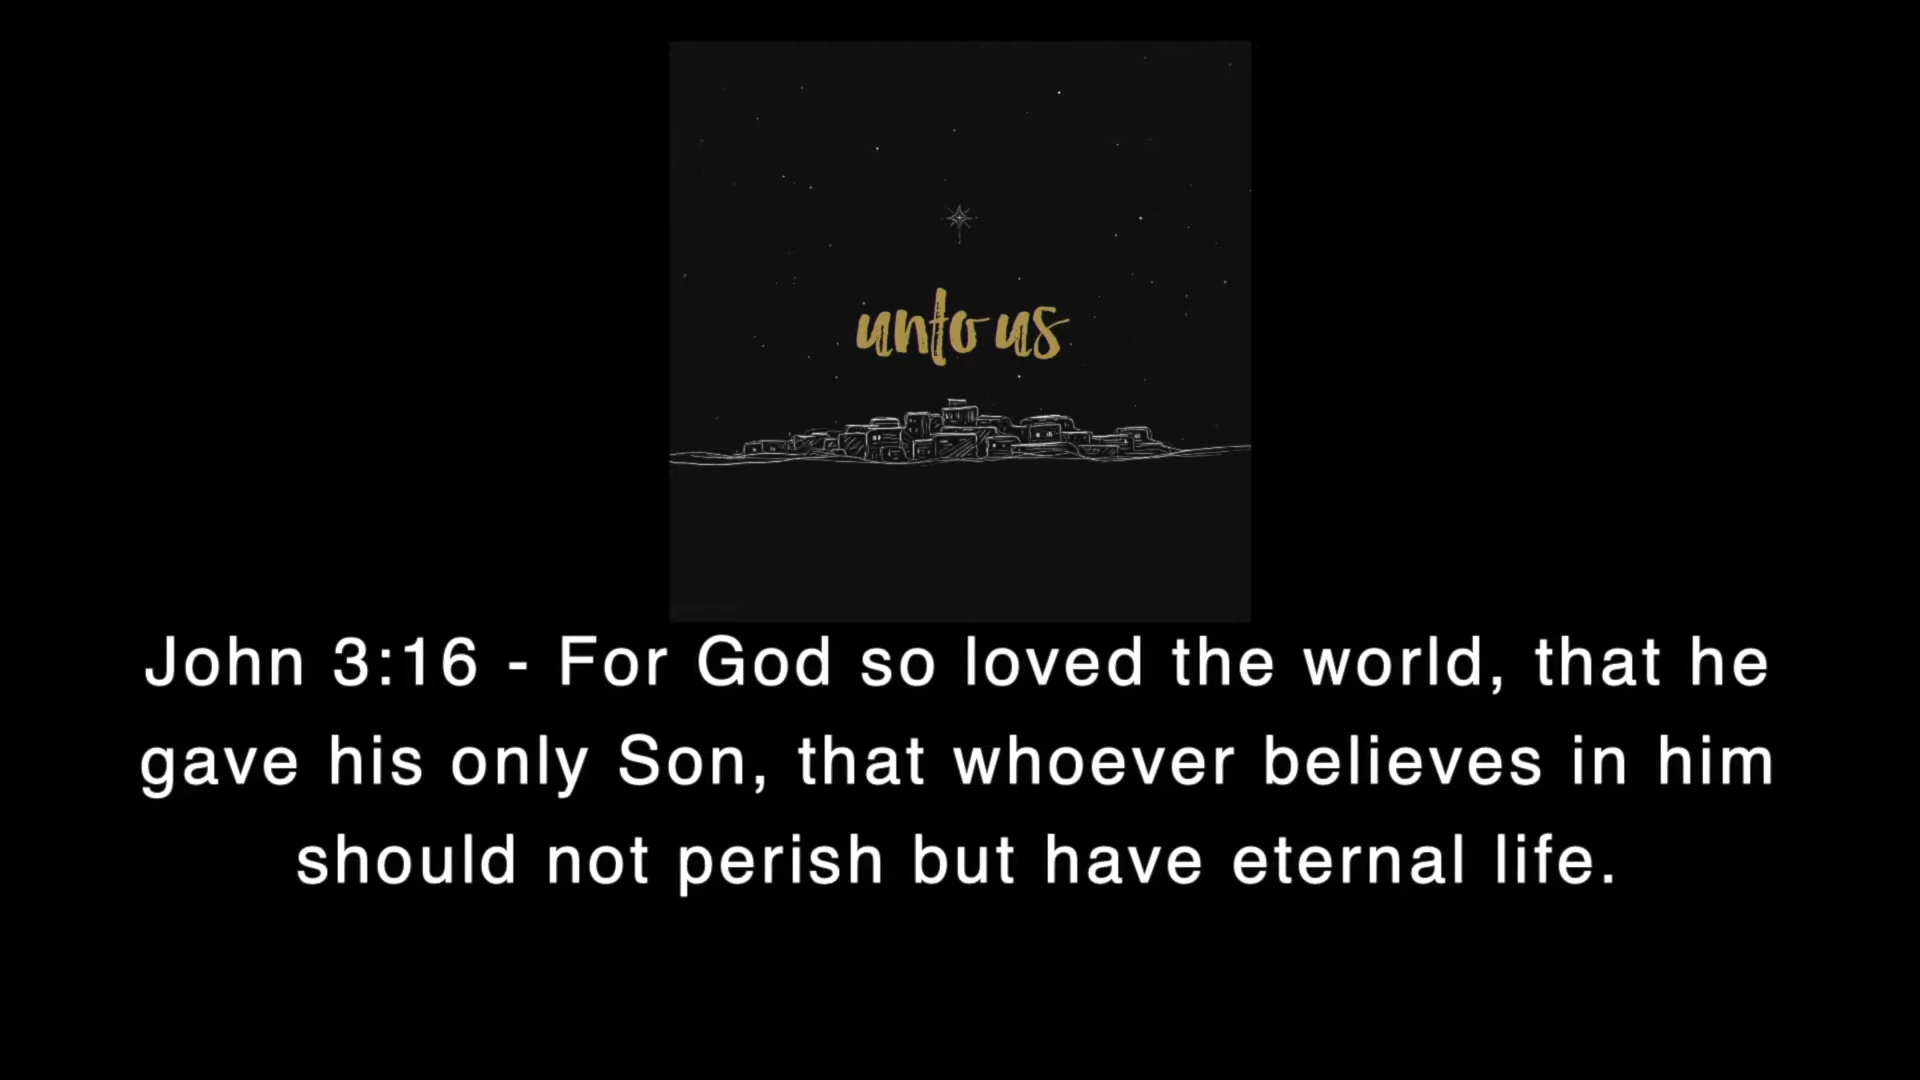 unto us
John 3:16 - For God so loved the world, that he
gave his only Son, that whoever believes in him
should not perish but have eternal life.